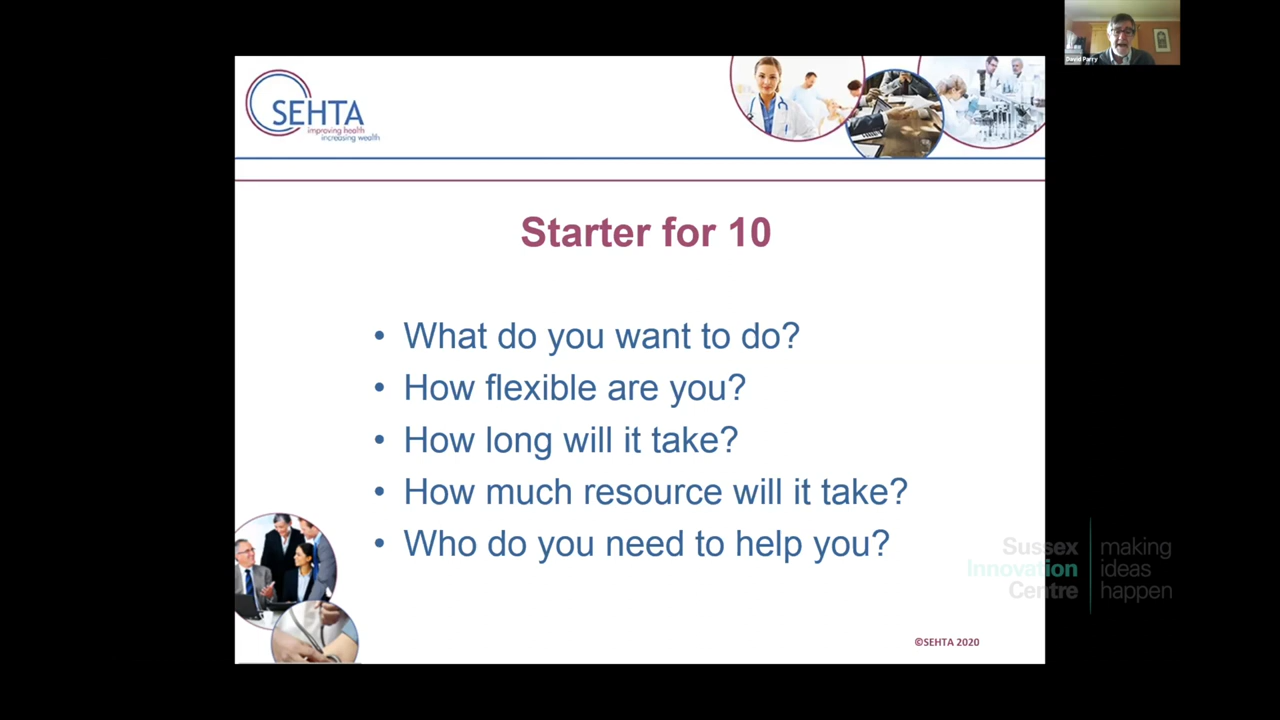 David Parry
SEHTA
improving health
increasing wealth
Starter for 10
• What do you want to do?
• How flexible are you?
• How long will it take?
• How much resource will it take?
• Who do you need to help you?
Sussex
Innovation
Centre
making
ideas
happen
©SEHTA 2020